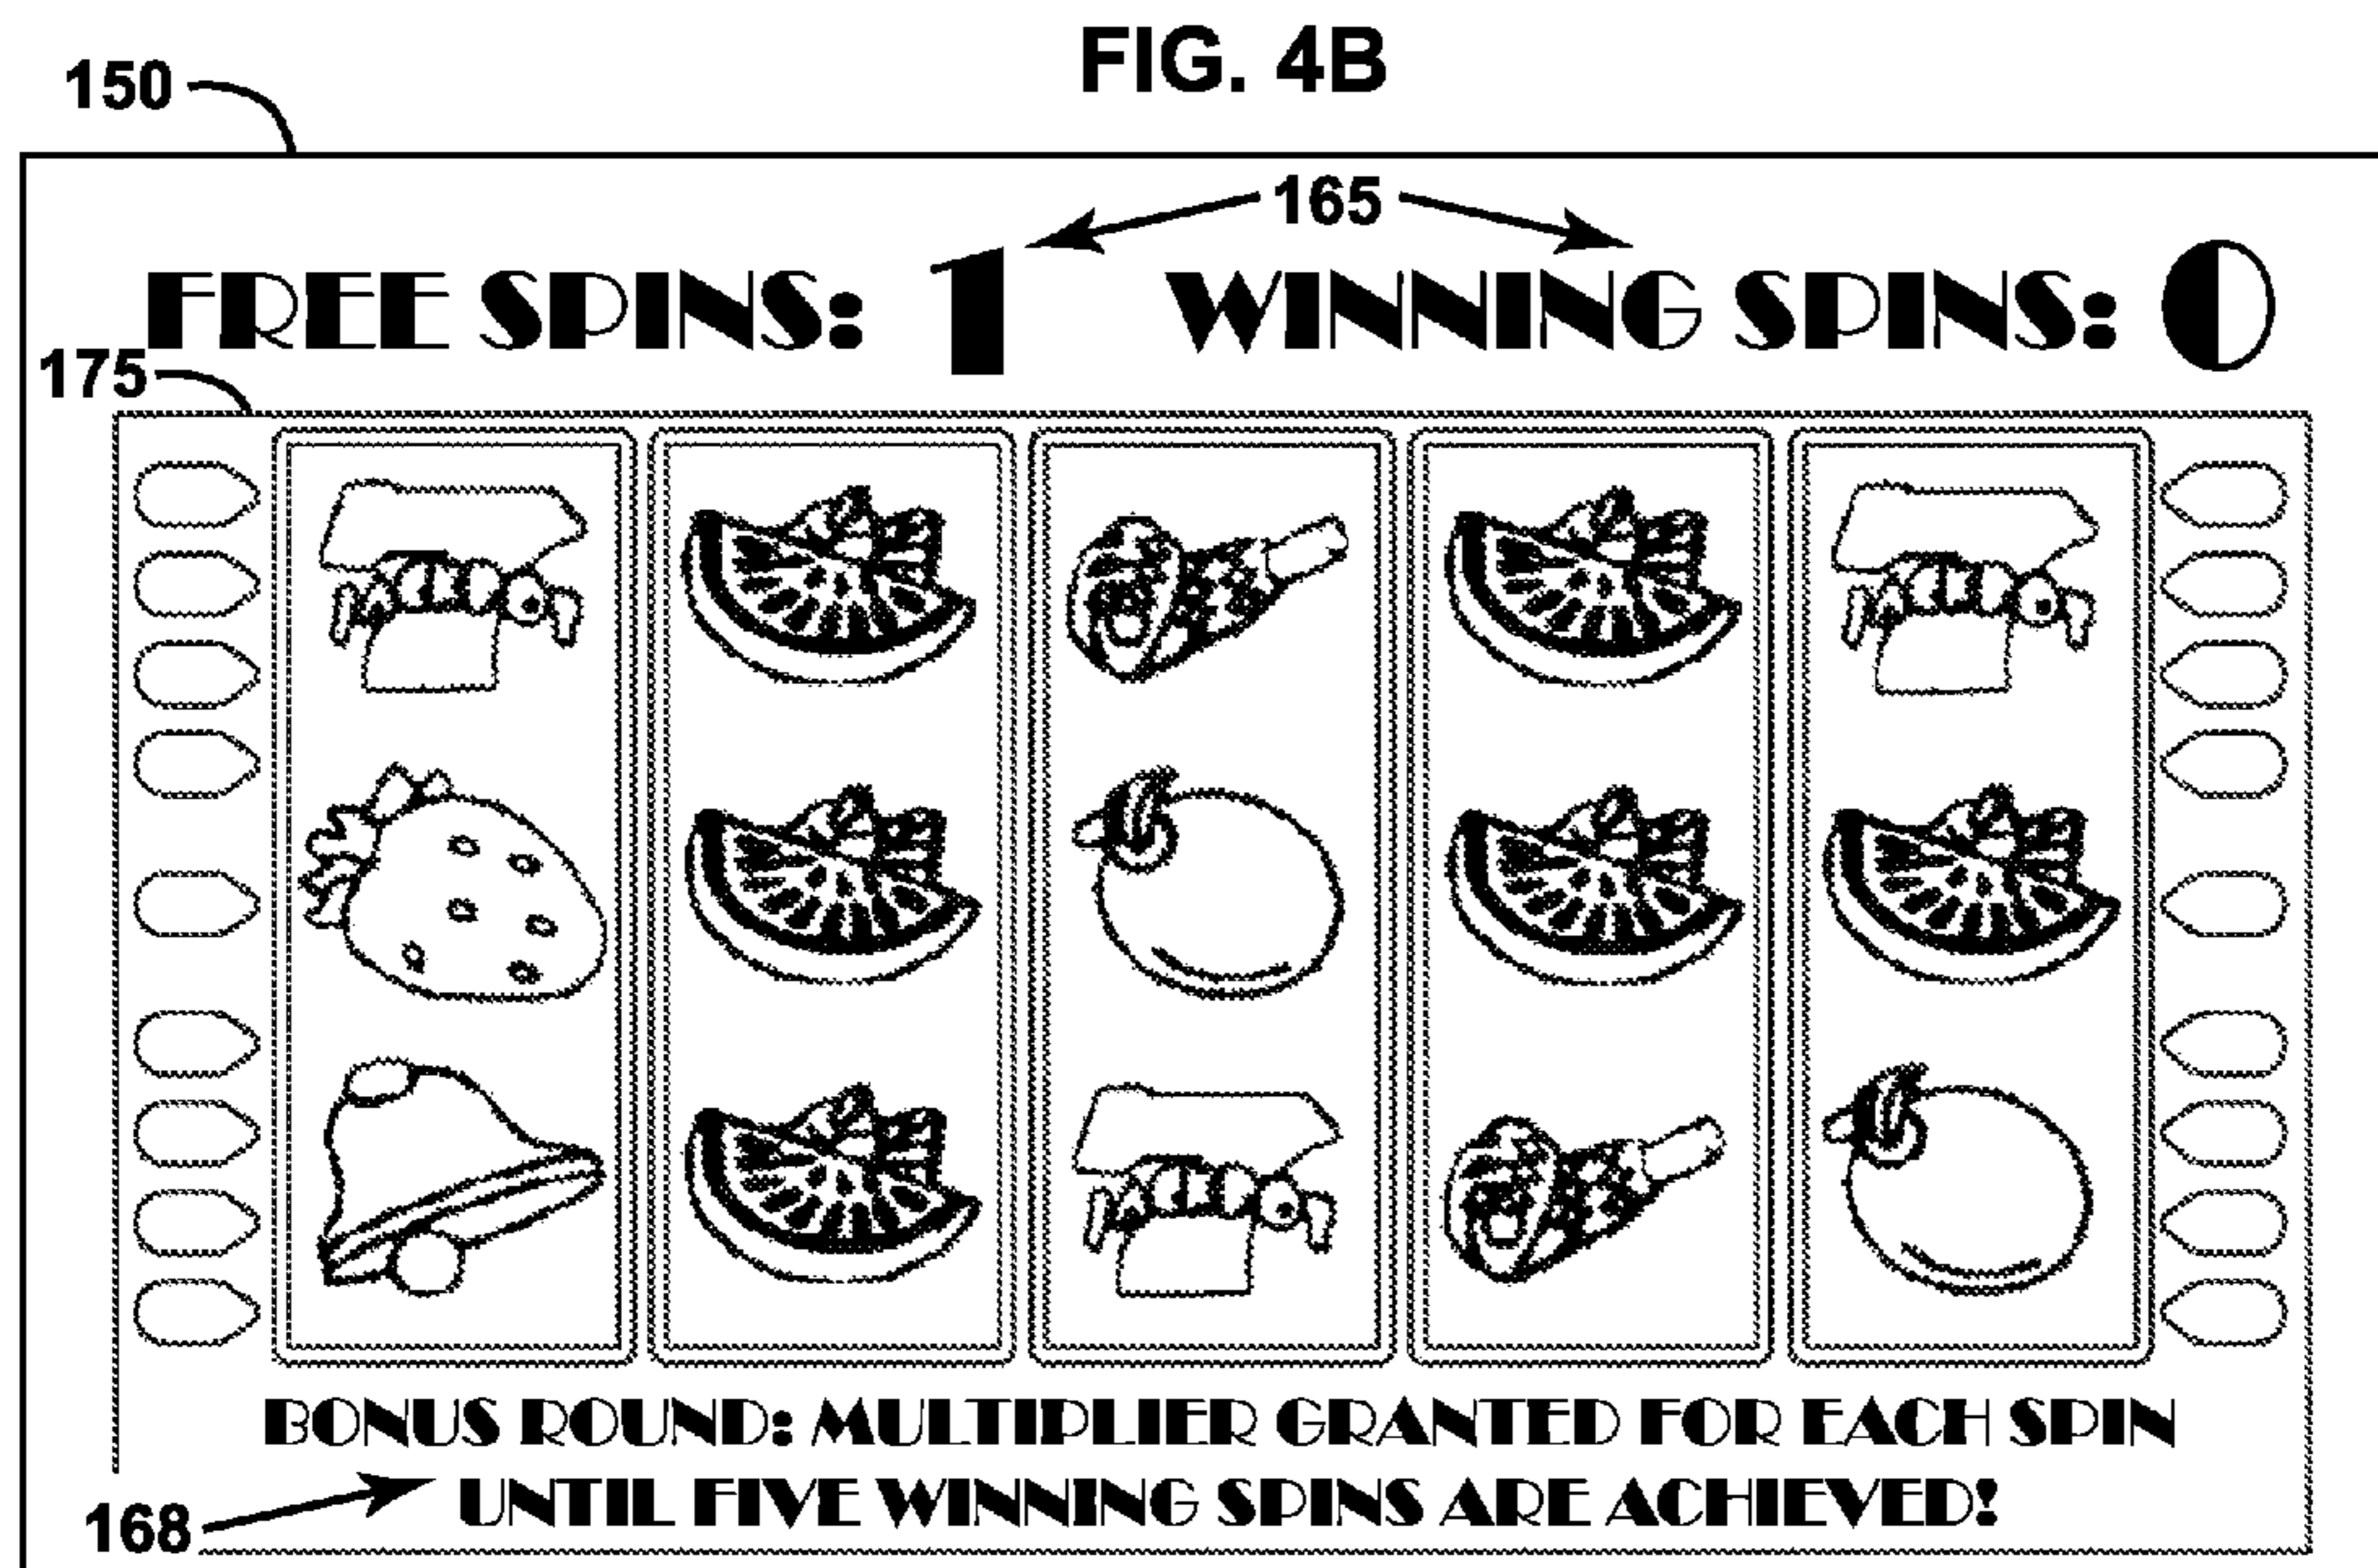 FIG. 4B
150
165
FREE SPINS: 1 WINNING SPINS: 0
175
BONUS ROUND: MULTIPLIER GRANTED FOR EACH SPIN
UNTIL FIVE WINNING SPINS ARE ACHIEVED!
168